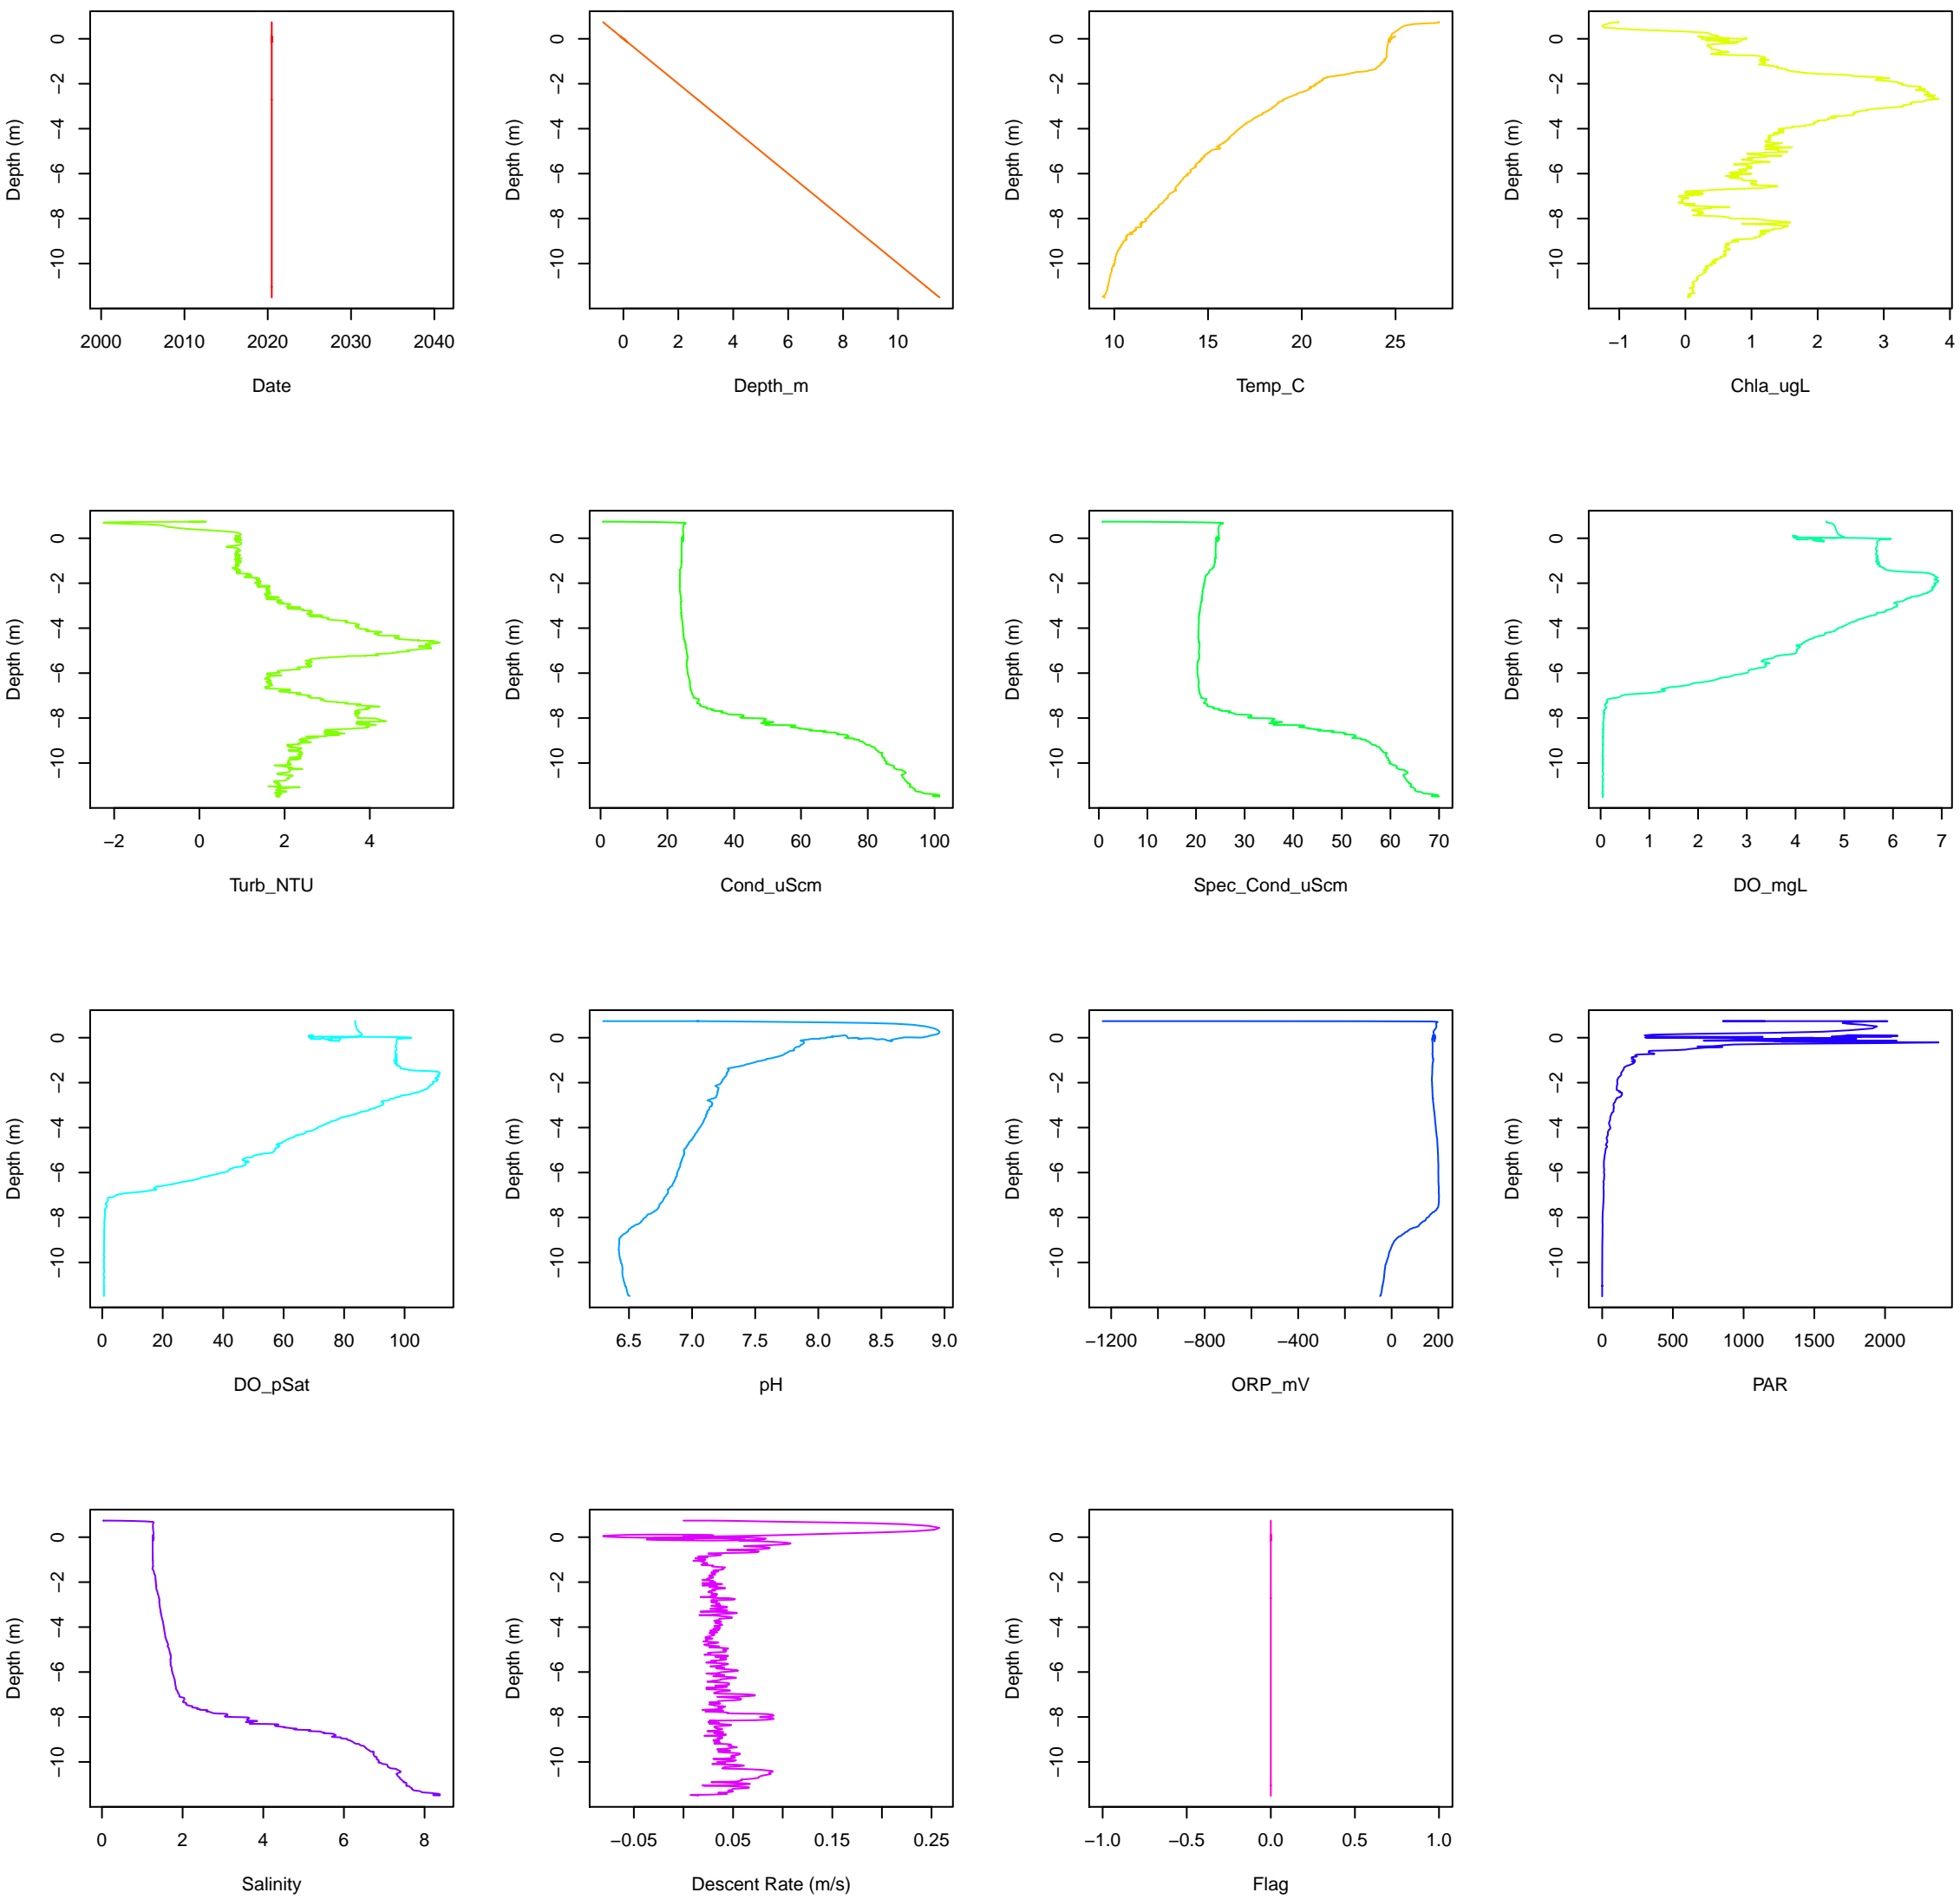 Depth (m)
0
−2
−4
−6
−8
−10
2000 2010 2020 2030 2040
Date
Depth (m)
0
−2
−4
−6
−8
−10
0 2 4 6 8 10
Depth_m
Depth (m)
0
−2
−4
−6
−8
−10
10 15 20 25
Temp_C
Depth (m)
0
−2
−4
−6
−8
−10
−1 0 1 2 3 4
Chla_ugL
Depth (m)
0
−2
−4
−6
−8
−10
−2 0 2 4
Turb_NTU
Depth (m)
0
−2
−4
−6
−8
−10
0 20 40 60 80 100
Cond_uScm
Depth (m)
0
−2
−4
−6
−8
−10
0 10 20 30 40 50 60 70
Spec_Cond_uScm
Depth (m)
0
−2
−4
−6
−8
−10
0 1 2 3 4 5 6 7
DO_mgL
Depth (m)
0
−2
−4
−6
−8
−10
0 20 40 60 80 100
DO_pSat
Depth (m)
0
−2
−4
−6
−8
−10
6.5 7.0 7.5 8.0 8.5 9.0
pH
Depth (m)
0
−2
−4
−6
−8
−10
−1200 −800 −400 0 200
ORP_mV
Depth (m)
0
−2
−4
−6
−8
−10
0 500 1000 1500 2000
PAR
Depth (m)
0
−2
−4
−6
−8
−10
0 2 4 6 8
Salinity
Depth (m)
0
−2
−4
−6
−8
−10
−0.05 0.05 0.15 0.25
Descent Rate (m/s)
Depth (m)
0
−2
−4
−6
−8
−10
−1.0 −0.5 0.0 0.5 1.0
Flag